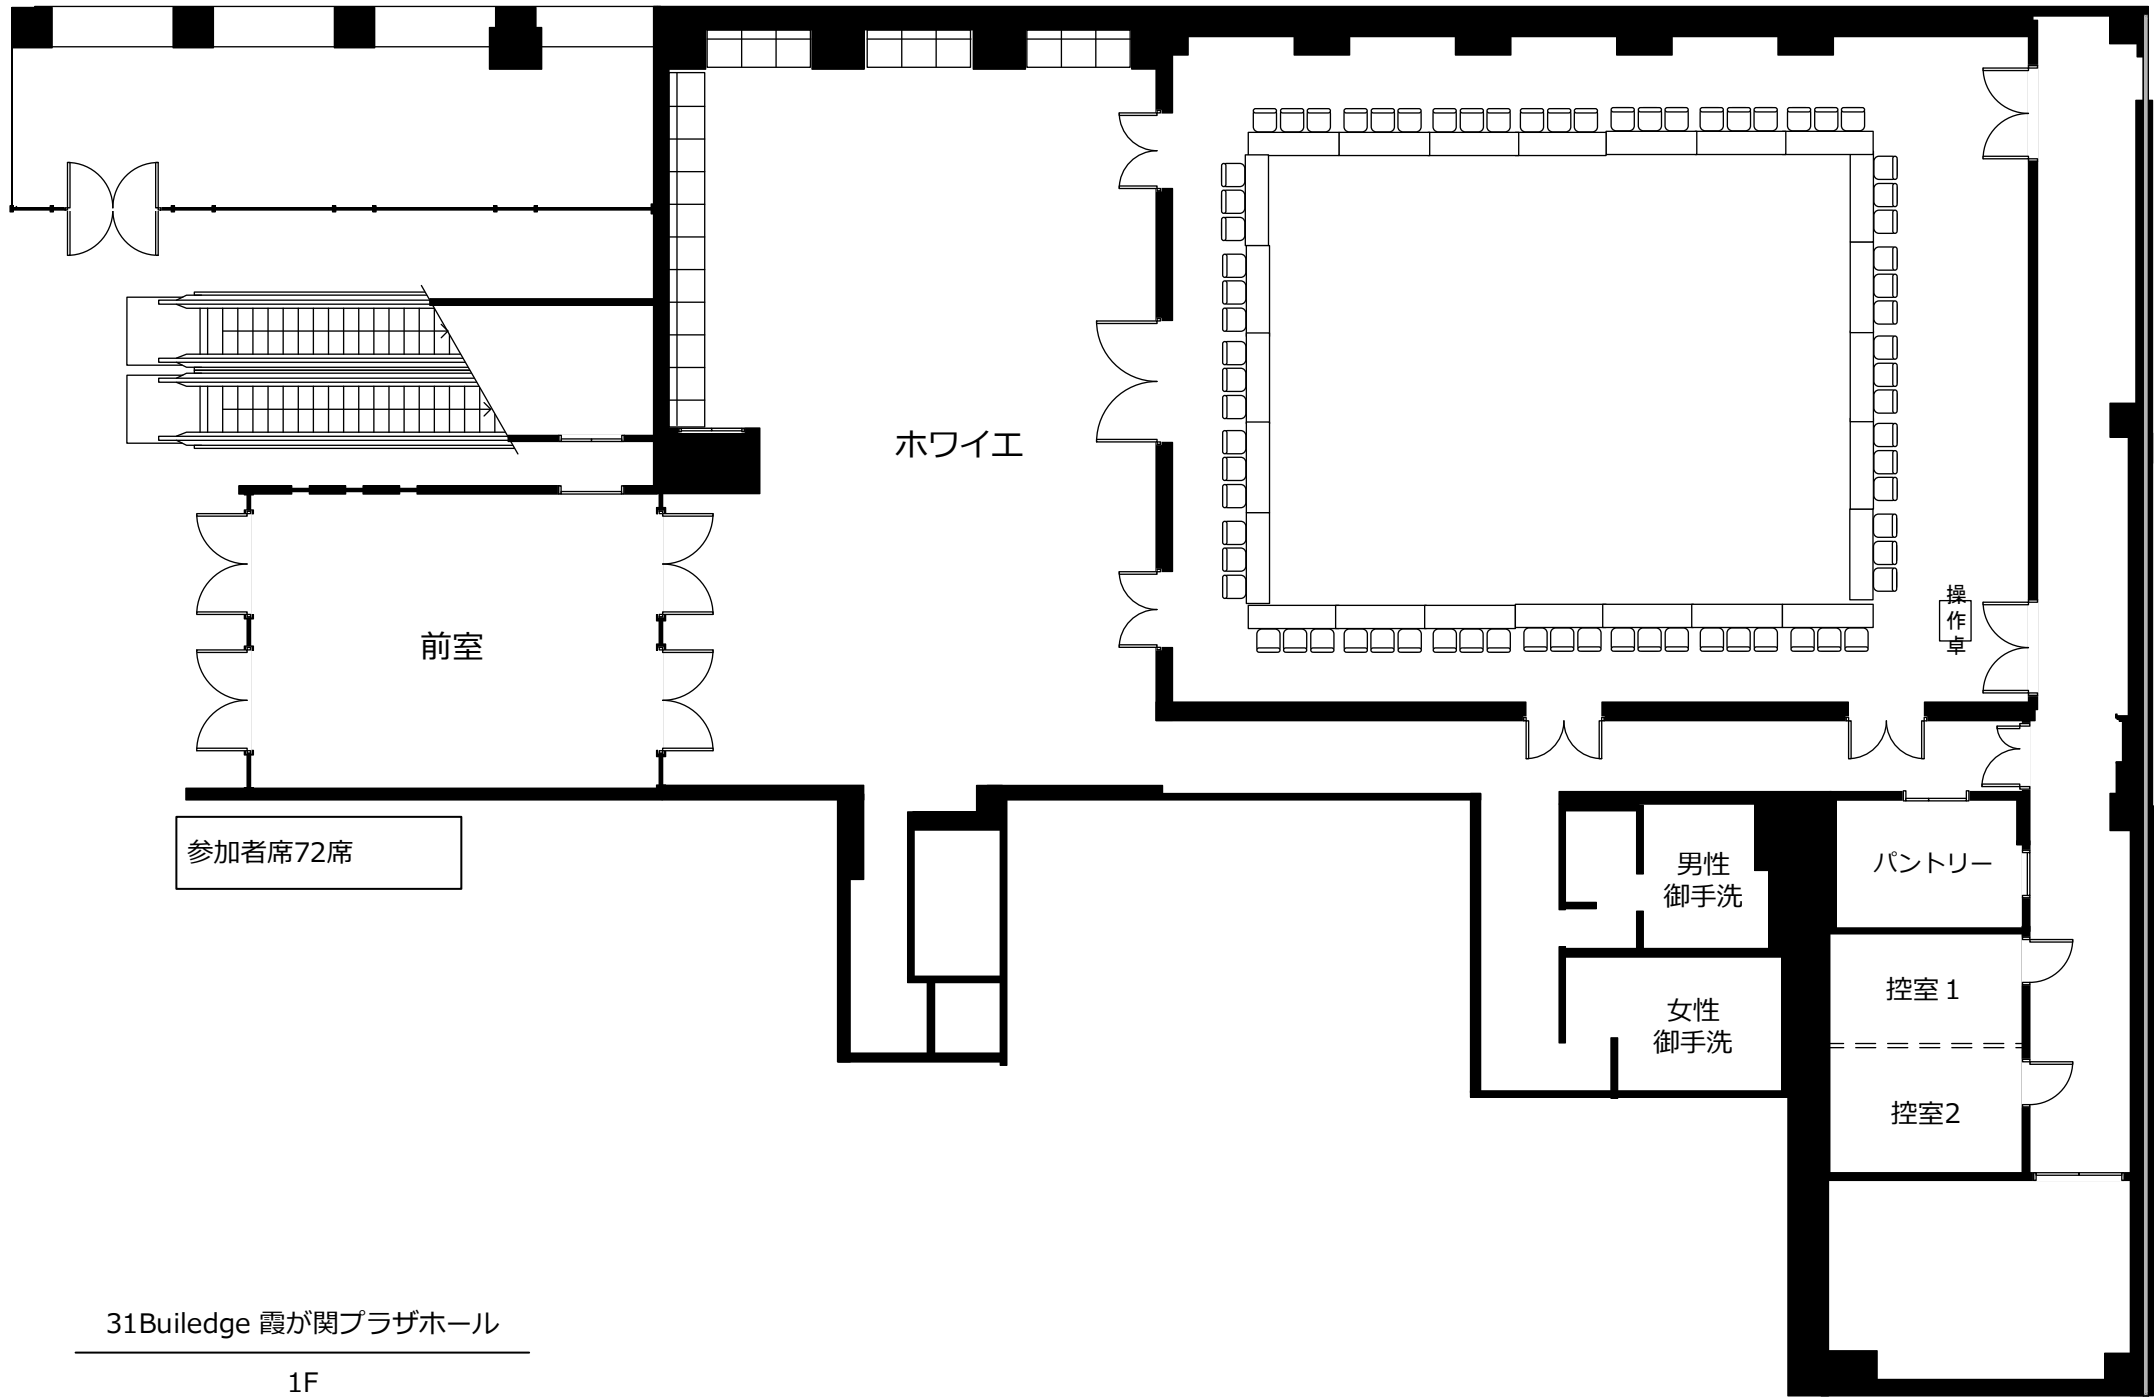 ホワイエ
操
作
卓
前室
参加者席72席
男性
御手洗
パントリー
女性
御手洗
控室1
控室2
31Builedge 霞が関プラザホール
1F